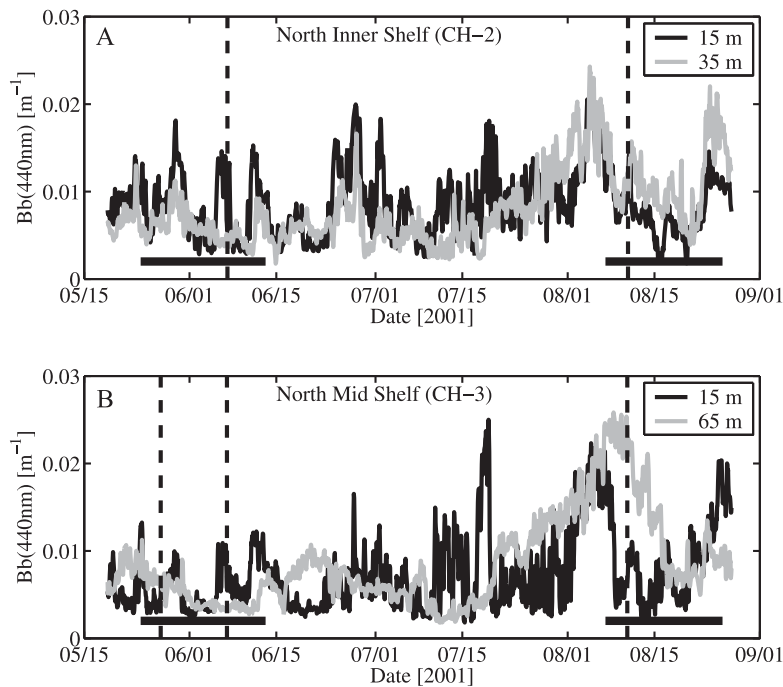 A
North Inner Shelf (CH−2)
15 m
35 m
0.03
0.02
0.01
0
Bb(440nm) [m−1]
05/15 06/01 06/15 07/01 07/15 08/01 08/15 09/01
Date [2001]
B
North Mid Shelf (CH−3)
15 m
65 m
0.03
0.02
0.01
0
Bb(440nm) [m−1]
05/15 06/01 06/15 07/01 07/15 08/01 08/15 09/01
Date [2001]